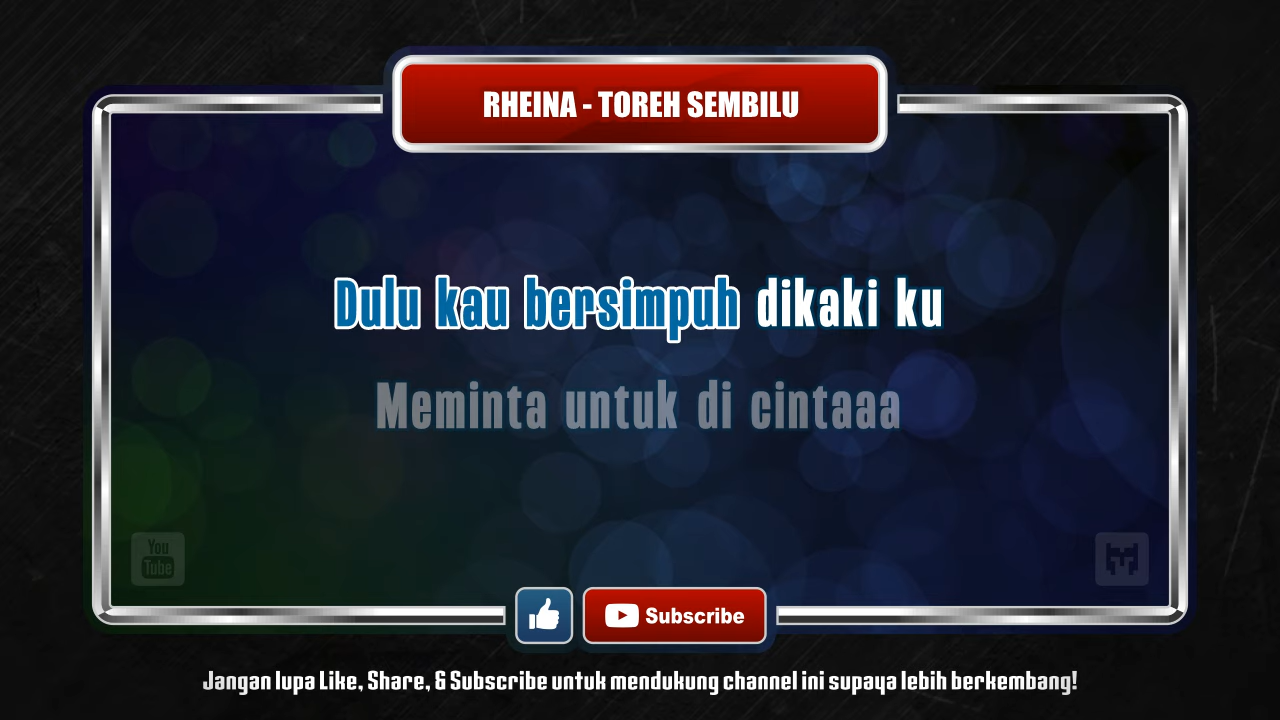 RHEINA - TOREH SEMBILU
Dulu kau bersimpuh dikaki ku
Meminta untuk di cintaaa
You
Tube
Subscribe
Jangan lupa Like, Share, & Subscribe untuk mendukung channel ini supaya lebih berkembang!